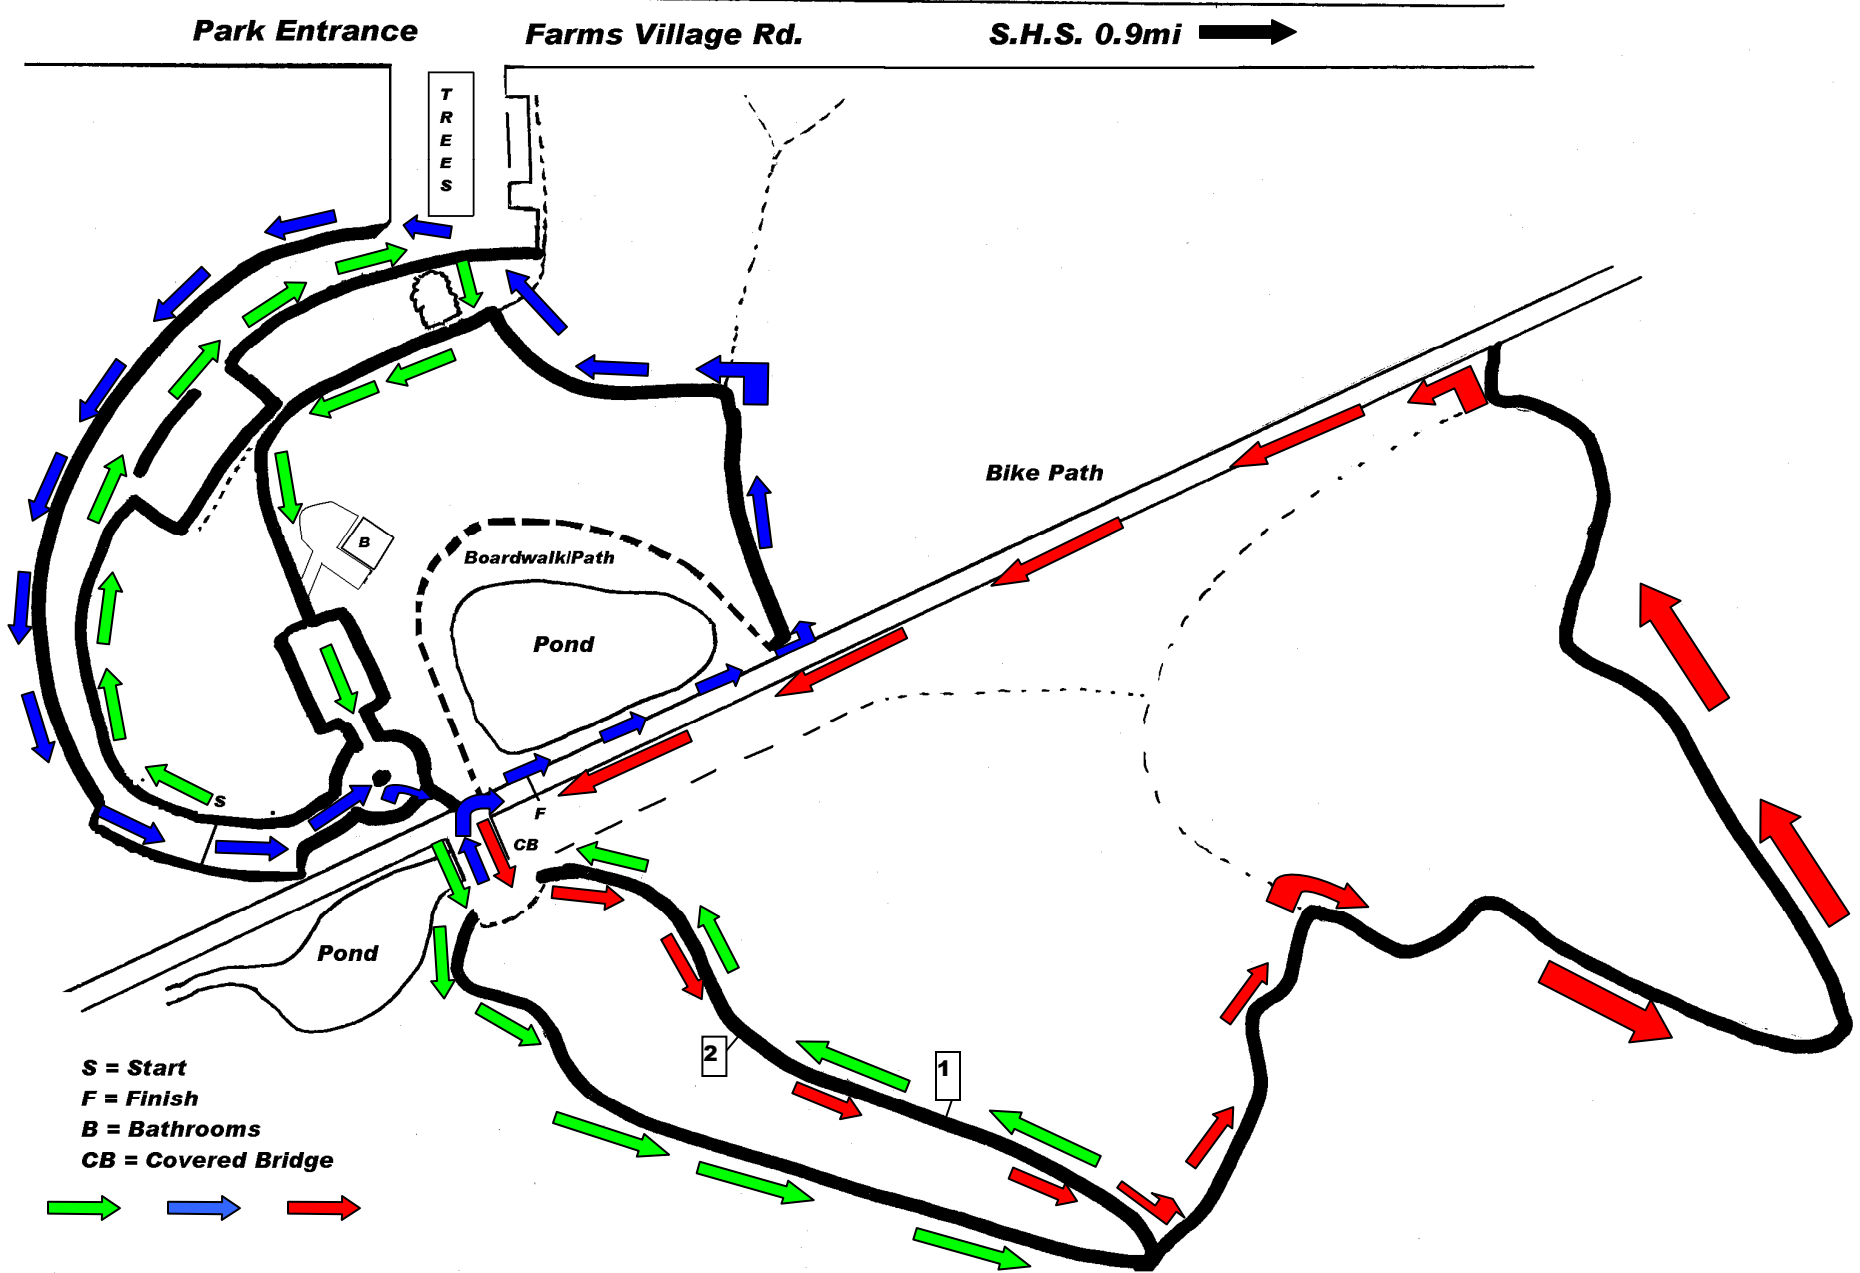 Park Entrance
Farms Village Rd.
S.H.S. 0.9mi
T
R
E
E
S
Bike Path
B
Boardwalk/Path
Pond
S
F
CB
Pond
2
1
S = Start
F = Finish
B = Bathrooms
CB = Covered Bridge